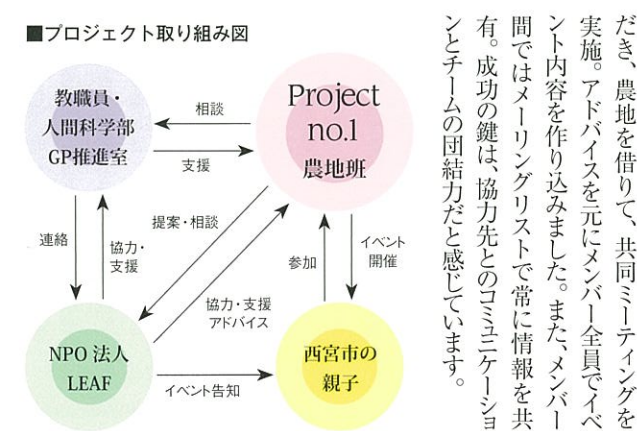 ■プロジェクト取り組み図
教職員・
人間科学部
GP推進室
相談
支援
Project
no.1
農地班
連絡
協力・
支援
提案・相談
協力・支援
アドバイス
参加
イベント
開催
NPO 法人
LEAF
イベント告知
西宮市の
親子
だき、農地を借りて、共同ミーティングを
実施。アドバイスを元にメンバー全員でイベ
ント内容を作り込みました。また、メンバー
間ではメーリングリストで常に情報を共
有。成功の鍵は、協力先とのコミュニケーショ
ンとチームの団結力だと感じています。